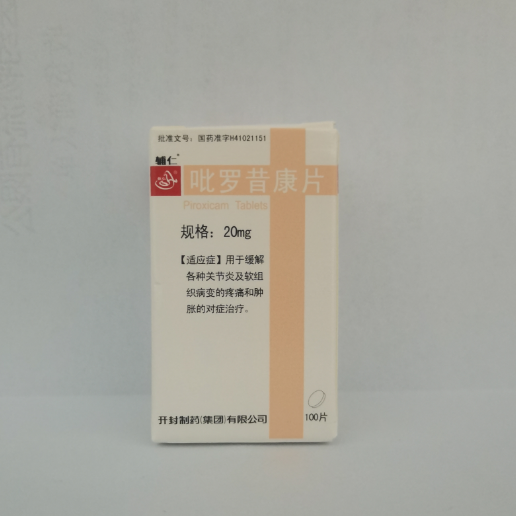 批准文号：国药准字H41021151
辅仁
吡罗昔康片
Piroxicam Tablets
规格：20mg
【适应症】用于缓解
各种关节炎及软组
织病变的疼痛和肿
胀的对症治疗。
开封制药(集团)有限公司
100片